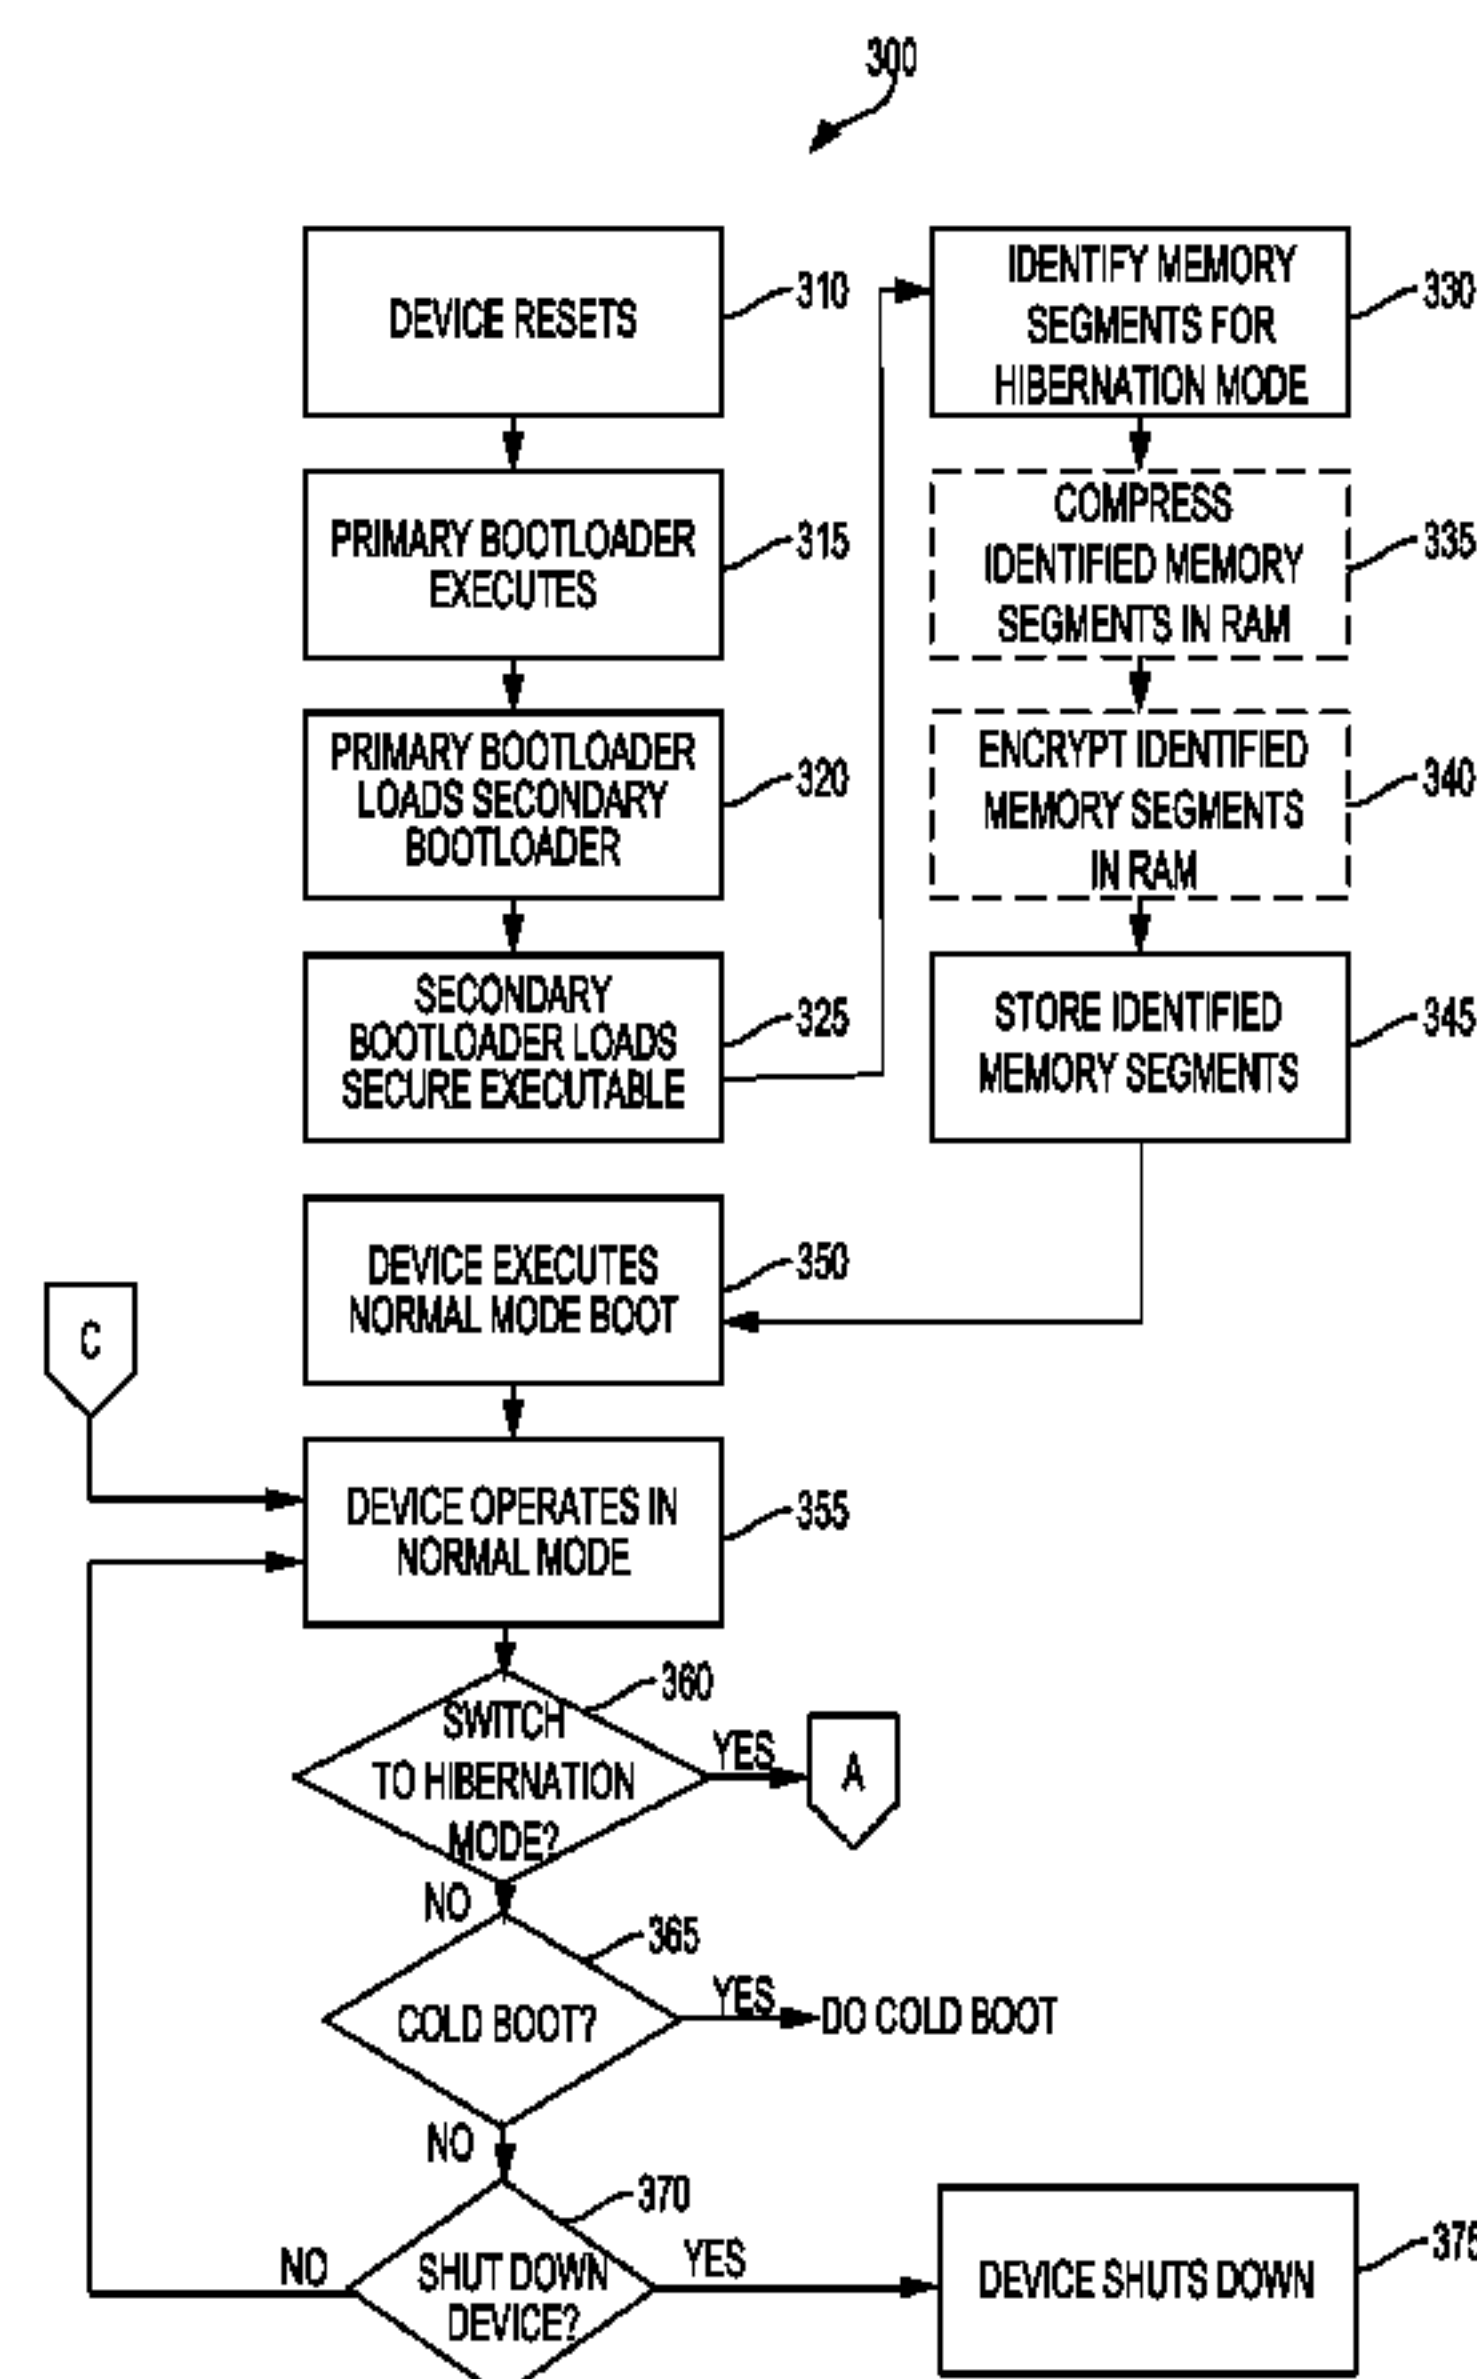 300
DEVICE RESETS
310
PRIMARY BOOTLOADER
EXECUTES
315
PRIMARY BOOTLOADER
LOADS SECONDARY
BOOTLOADER
320
SECONDARY
BOOTLOADER LOADS
SECURE EXECUTABLE
325
IDENTIFY MEMORY
SEGMENTS FOR
HIBERNATION MODE
330
COMPRESS
IDENTIFIED MEMORY
SEGMENTS IN RAM
335
ENCRYPT IDENTIFIED
MEMORY SEGMENTS
IN RAM
340
STORE IDENTIFIED
MEMORY SEGMENTS
345
DEVICE EXECUTES
NORMAL MODE BOOT
350
C
DEVICE OPERATES IN
NORMAL MODE
355
SWITCH
TO HIBERNATION
MODE?
360
YES
A
NO
COLD BOOT?
365
YES
DO COLD BOOT
NO
SHUT DOWN
DEVICE?
370
NO
YES
DEVICE SHUTS DOWN
375